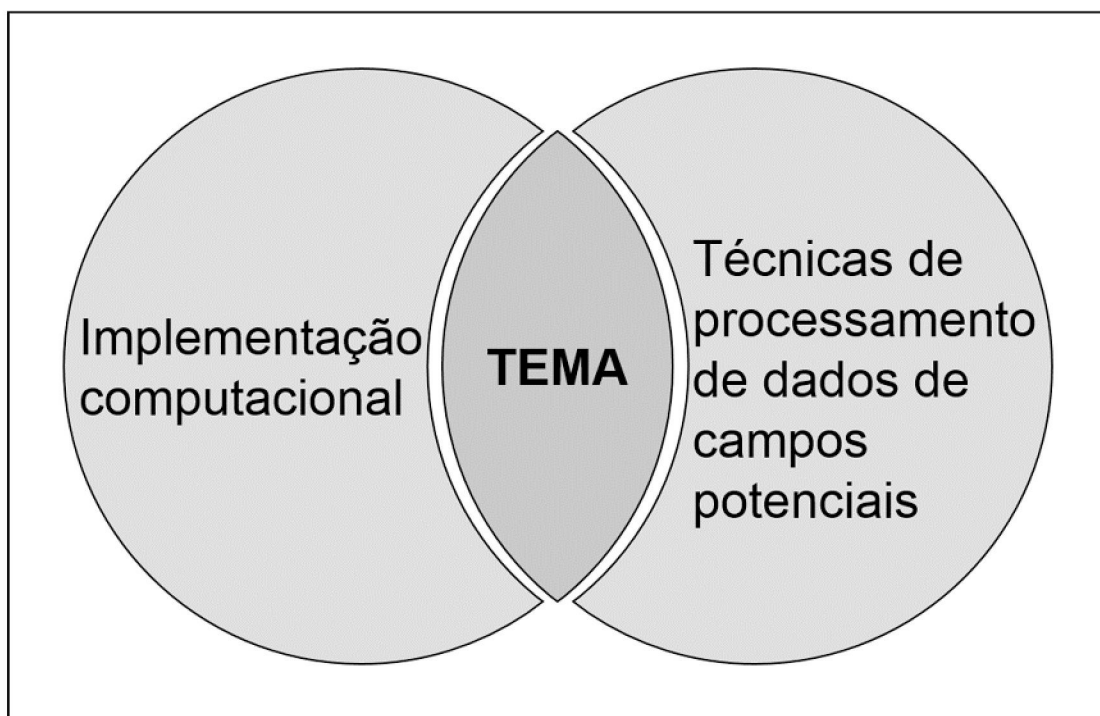 Implementação
computacional
TEMA
Técnicas de
processamento
de dados de
campos
potenciais